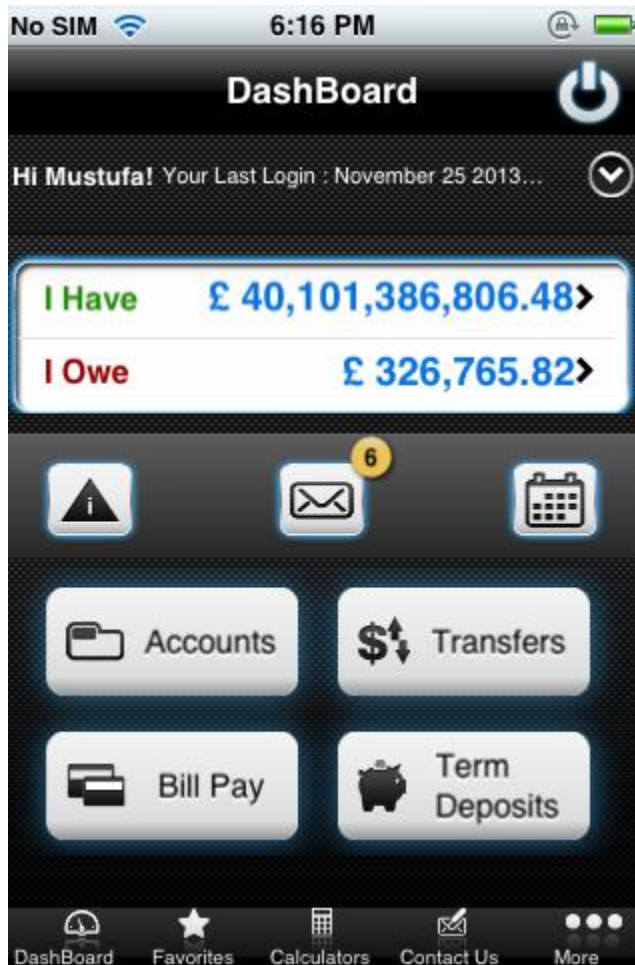 No SIM 6:16 PM
DashBoard
Hi Mustufa! Your Last Login : November 25 2013...
I Have £ 40,101,386,806.48
I Owe £ 326,765.82
6
i
Accounts
$ Transfers
Bill Pay
Term
Deposits
DashBoard Favorites Calculators Contact Us More